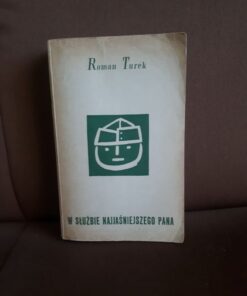 Roman Turek
W SŁUŻBIE NAJJAŚNIEJSZEGO PANA